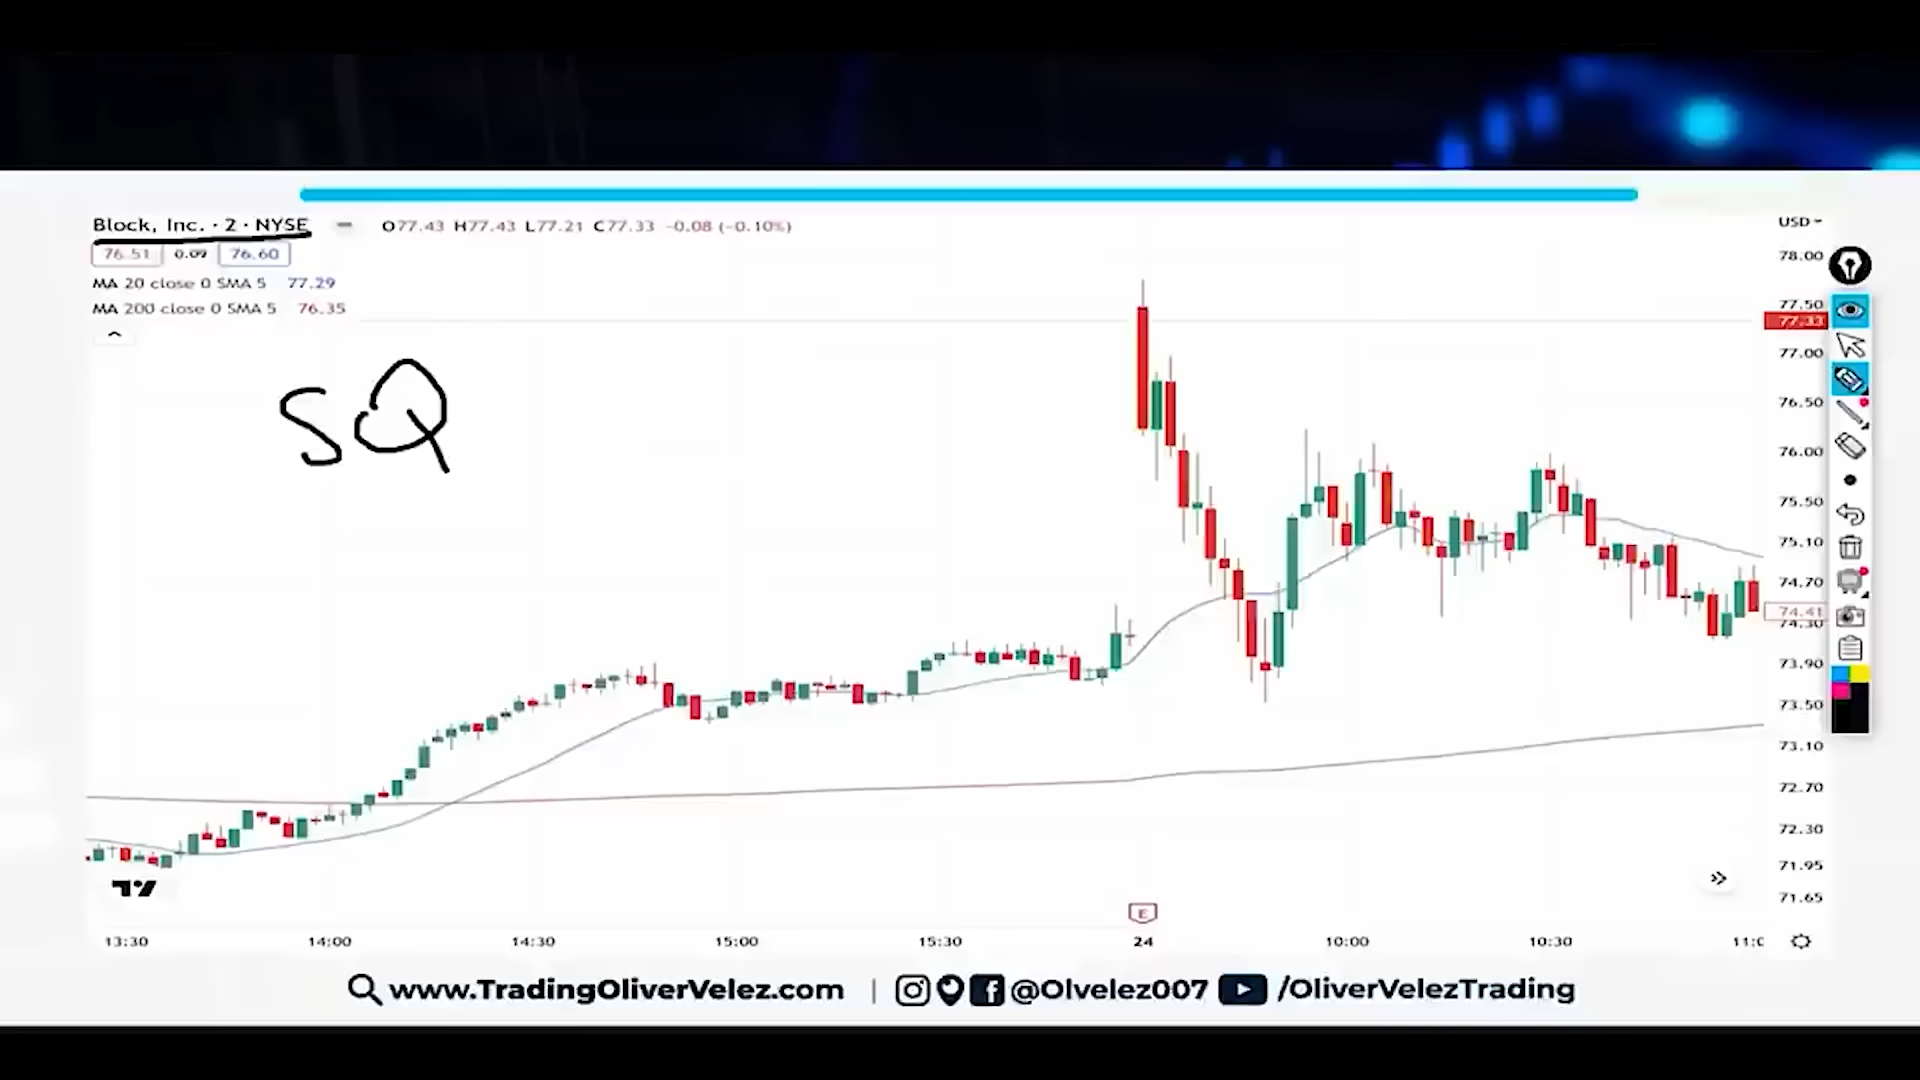 Block, Inc. · 2 · NYSE O77.43 H77.43 L77.21 C77.33 -0.08 (-0.10%)
USD
76.51 0.09 76.60
MA 20 close 0 SMA 5 77.29
MA 200 close 0 SMA 5 76.35
SQ
78.00
77.50
77.33
77.00
76.50
76.00
75.50
75.10
74.70
74.41
74.30
73.90
73.50
73.10
72.70
72.30
71.95
71.65
E
13:30 14:00 14:30 15:00 15:30 24 10:00 10:30 11:0
www.TradingOliverVelez.com | @Olvelez007 /OliverVelezTrading